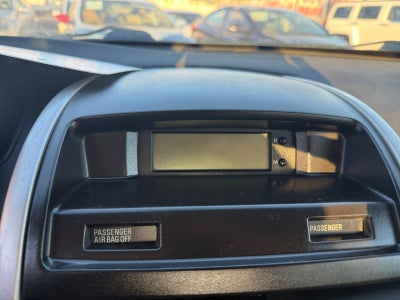 H
M
PASSENGER
AIR BAG OFF
PASSENGER